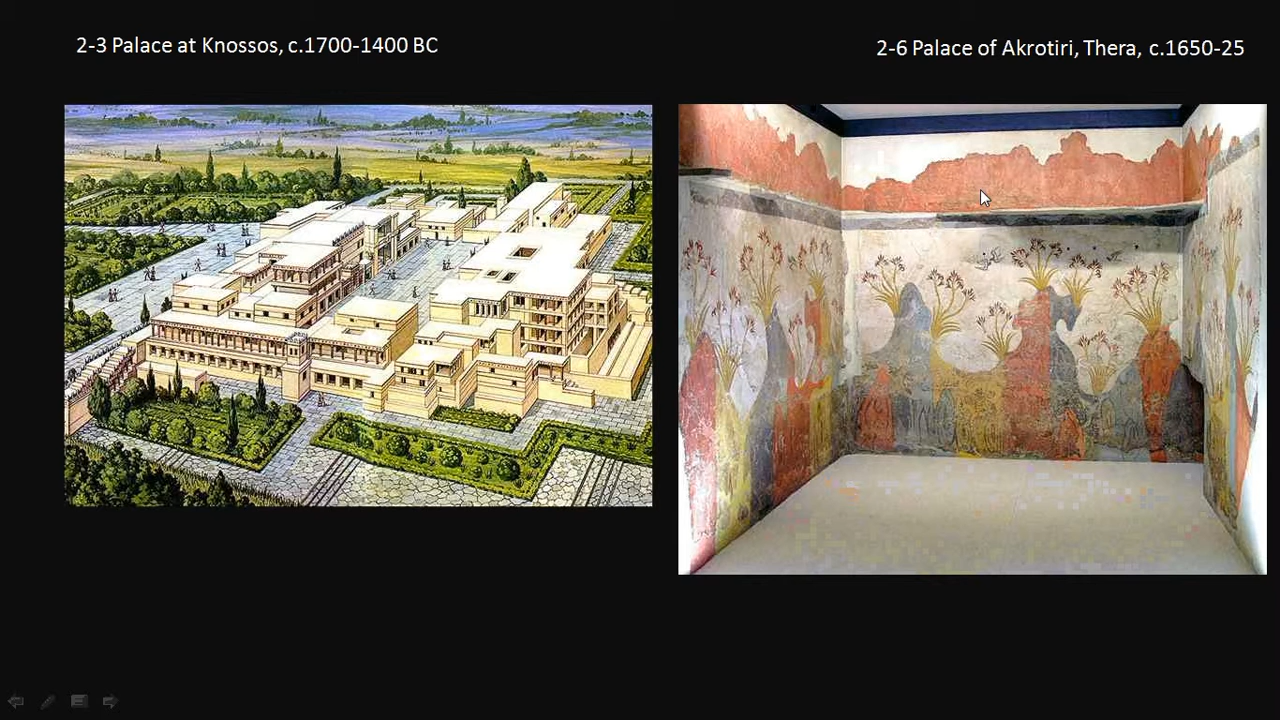 2-3 Palace at Knossos, c.1700-1400 BC
2-6 Palace of Akrotiri, Thera, c.1650-25